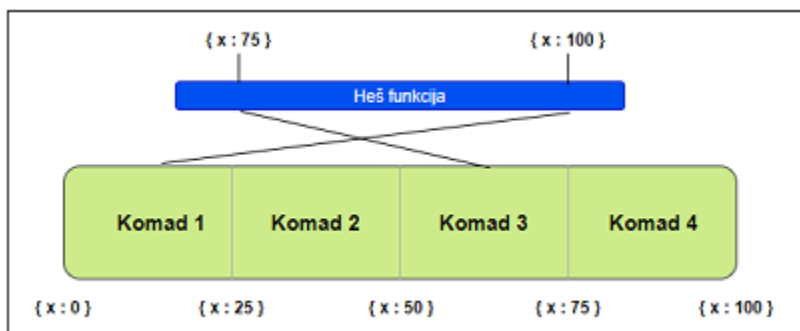 { x : 75 } { x : 100 }
Heš funkcija
Komad 1 Komad 2 Komad 3 Komad 4
{ x : 0 } { x : 25 } { x : 50 } { x : 75 } { x : 100 }